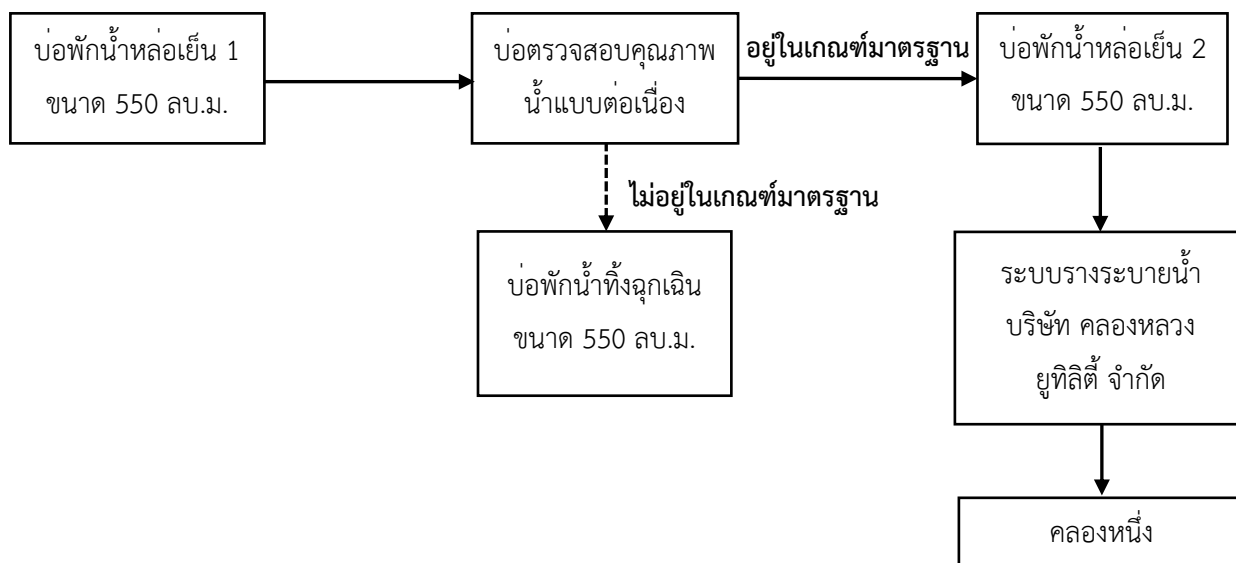 บ่อพักน้ำหล่อเย็น 1
ขนาด 550 ลบ.ม.
บ่อตรวจสอบคุณภาพ
น้ำแบบต่อเนื่อง
อยู่ในเกณฑ์มาตรฐาน
บ่อพักน้ำหล่อเย็น 2
ขนาด 550 ลบ.ม.
ไม่อยู่ในเกณฑ์มาตรฐาน
บ่อพักน้ำทิ้งฉุกเฉิน
ขนาด 550 ลบ.ม.
ระบบรางระบายน้ำ
บริษัท คลองหลวง
ยูทิลิตี้ จำกัด
คลองหนึ่ง